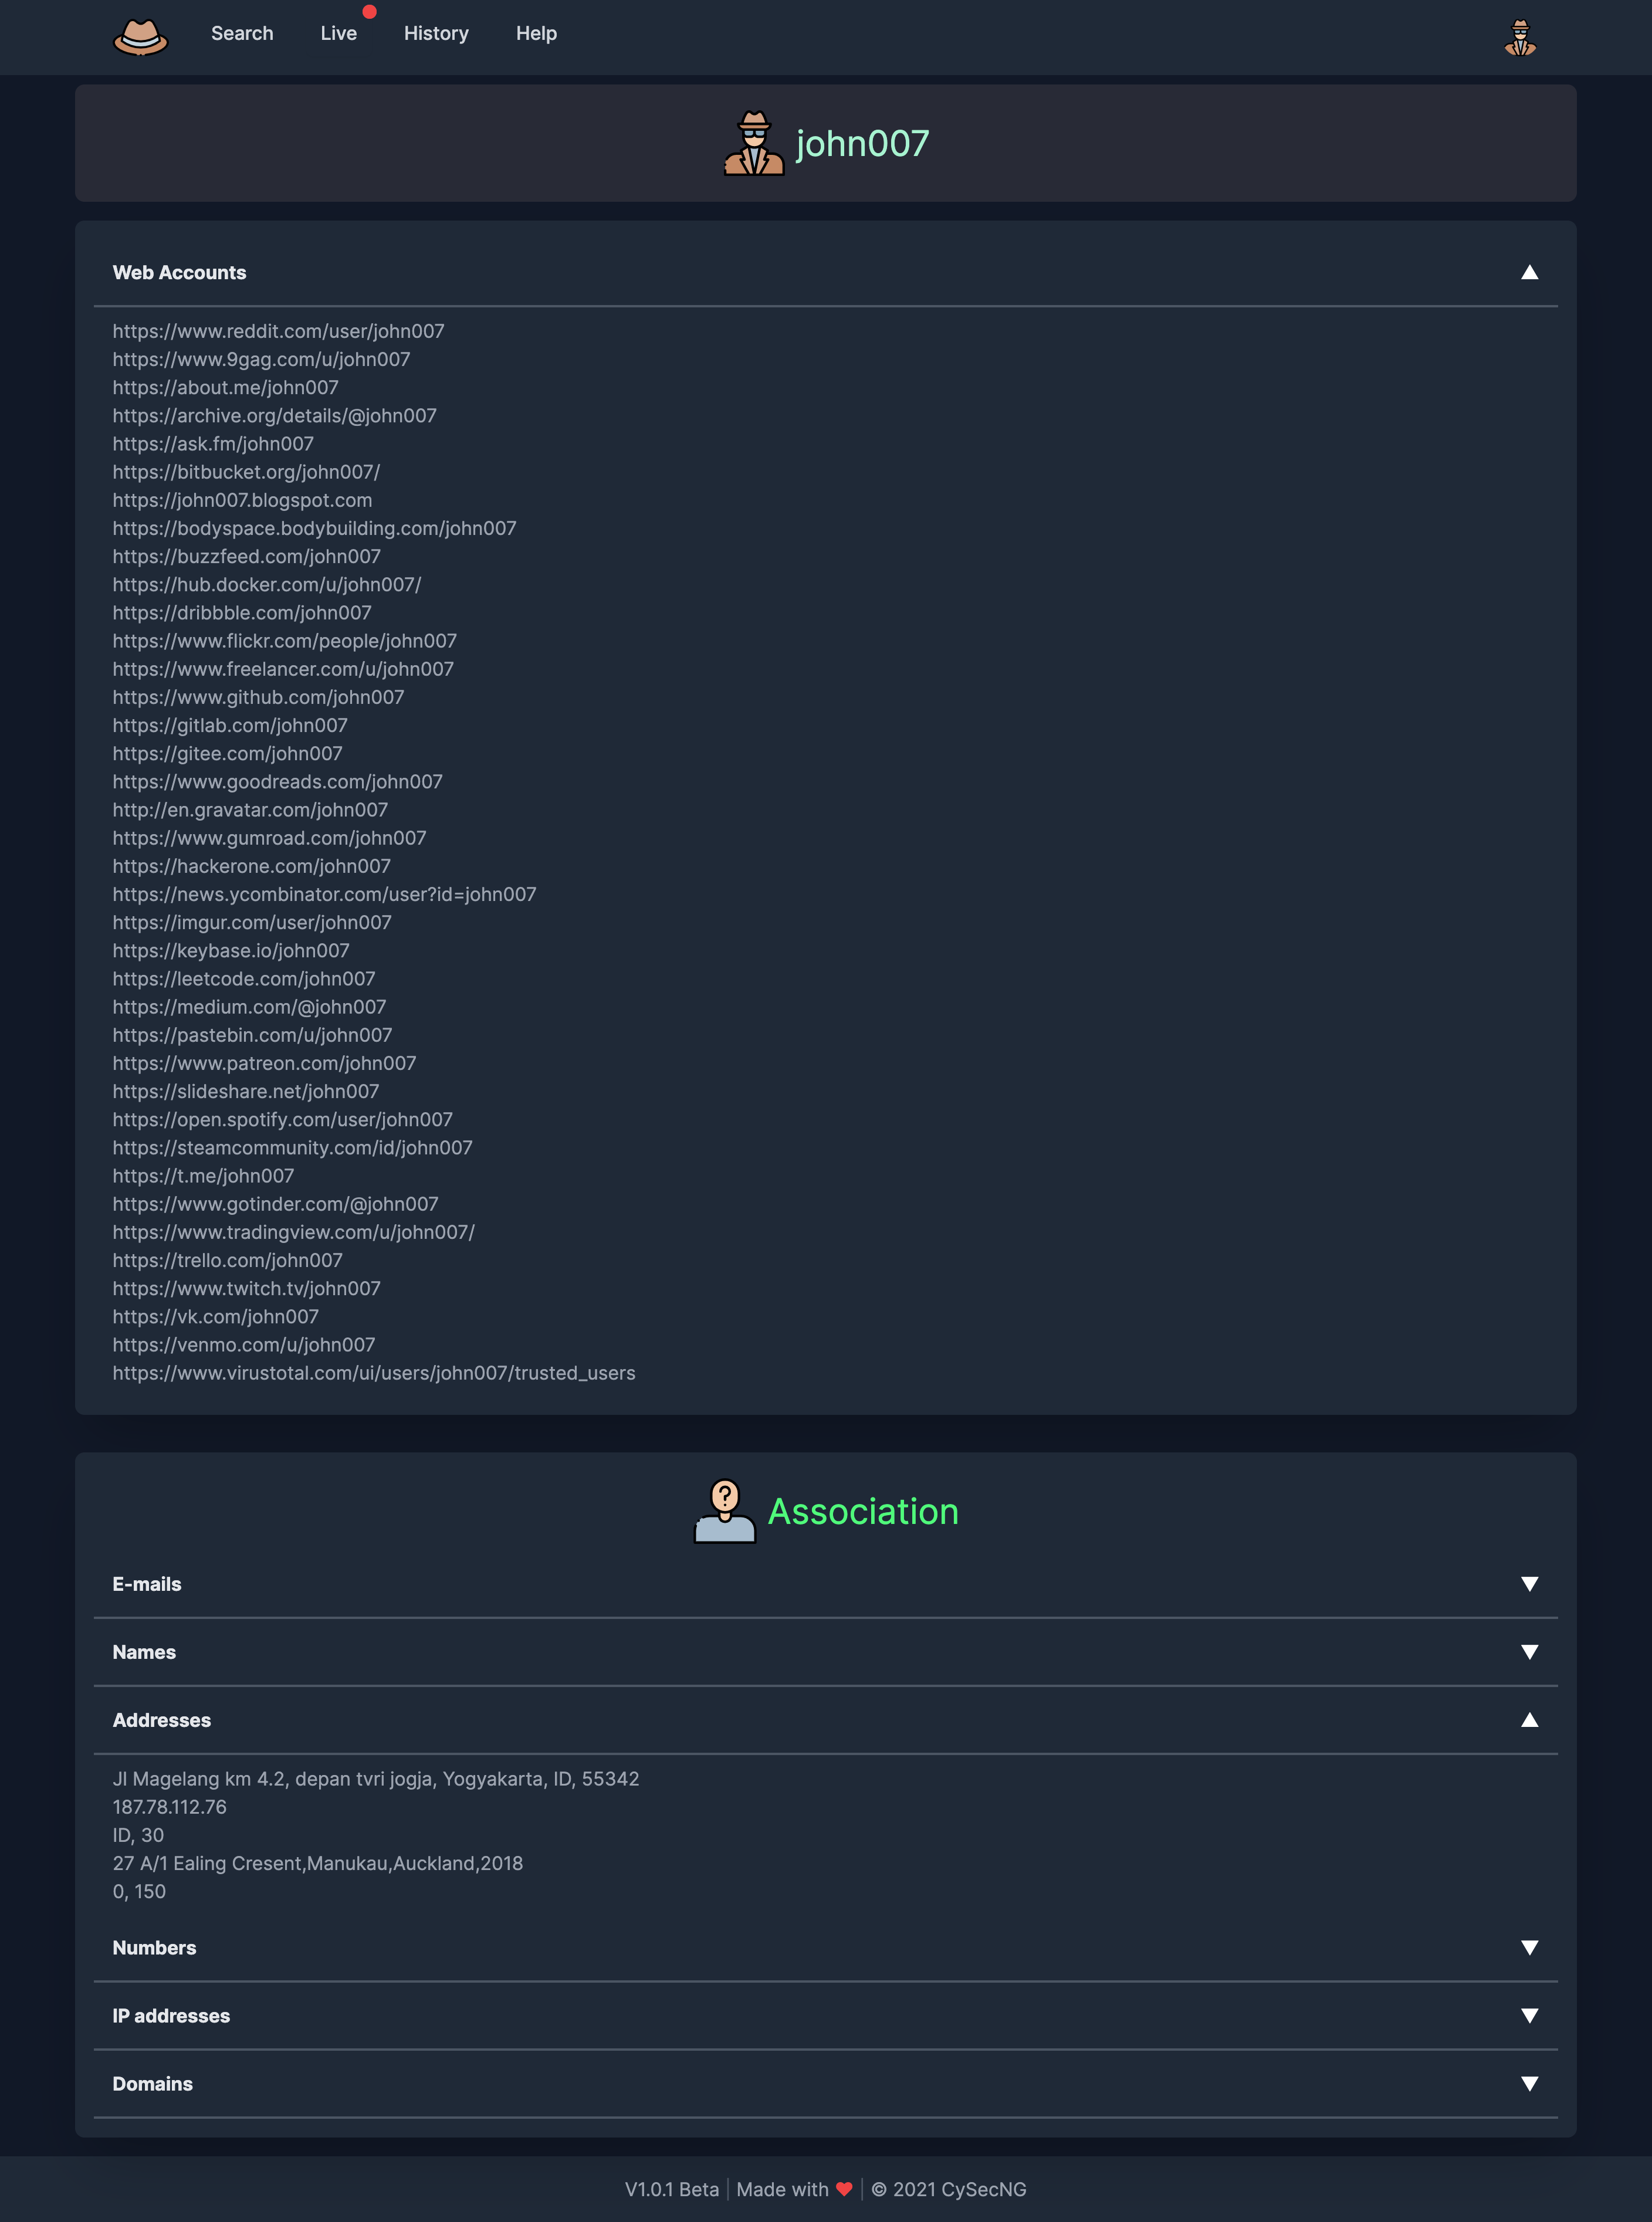 Search Live History Help
john007
Web Accounts
https://www.reddit.com/user/john007
https://www.9gag.com/u/john007
https://about.me/john007
https://archive.org/details/@john007
https://ask.fm/john007
https://bitbucket.org/john007/
https://john007.blogspot.com
https://bodyspace.bodybuilding.com/john007
https://buzzfeed.com/john007
https://hub.docker.com/u/john007/
https://dribbble.com/john007
https://www.flickr.com/people/john007
https://www.freelancer.com/u/john007
https://www.github.com/john007
https://gitlab.com/john007
https://gitee.com/john007
https://www.goodreads.com/john007
http://en.gravatar.com/john007
https://www.gumroad.com/john007
https://hackerone.com/john007
https://news.ycombinator.com/user?id=john007
https://imgur.com/user/john007
https://keybase.io/john007
https://leetcode.com/john007
https://medium.com/@john007
https://pastebin.com/u/john007
https://www.patreon.com/john007
https://slideshare.net/john007
https://open.spotify.com/user/john007
https://steamcommunity.com/id/john007
https://t.me/john007
https://www.gotinder.com/@john007
https://www.tradingview.com/u/john007/
https://trello.com/john007
https://www.twitch.tv/john007
https://vk.com/john007
https://venmo.com/u/john007
https://www.virustotal.com/ui/users/john007/trusted_users
? Association
E-mails
Names
Addresses
Jl Magelang km 4.2, depan tvri jogja, Yogyakarta, ID, 55342
187.78.112.76
ID, 30
27 A/1 Ealing Cresent,Manukau,Auckland,2018
0, 150
Numbers
IP addresses
Domains
V1.0.1 Beta | Made with ❤ | © 2021 CySecNG